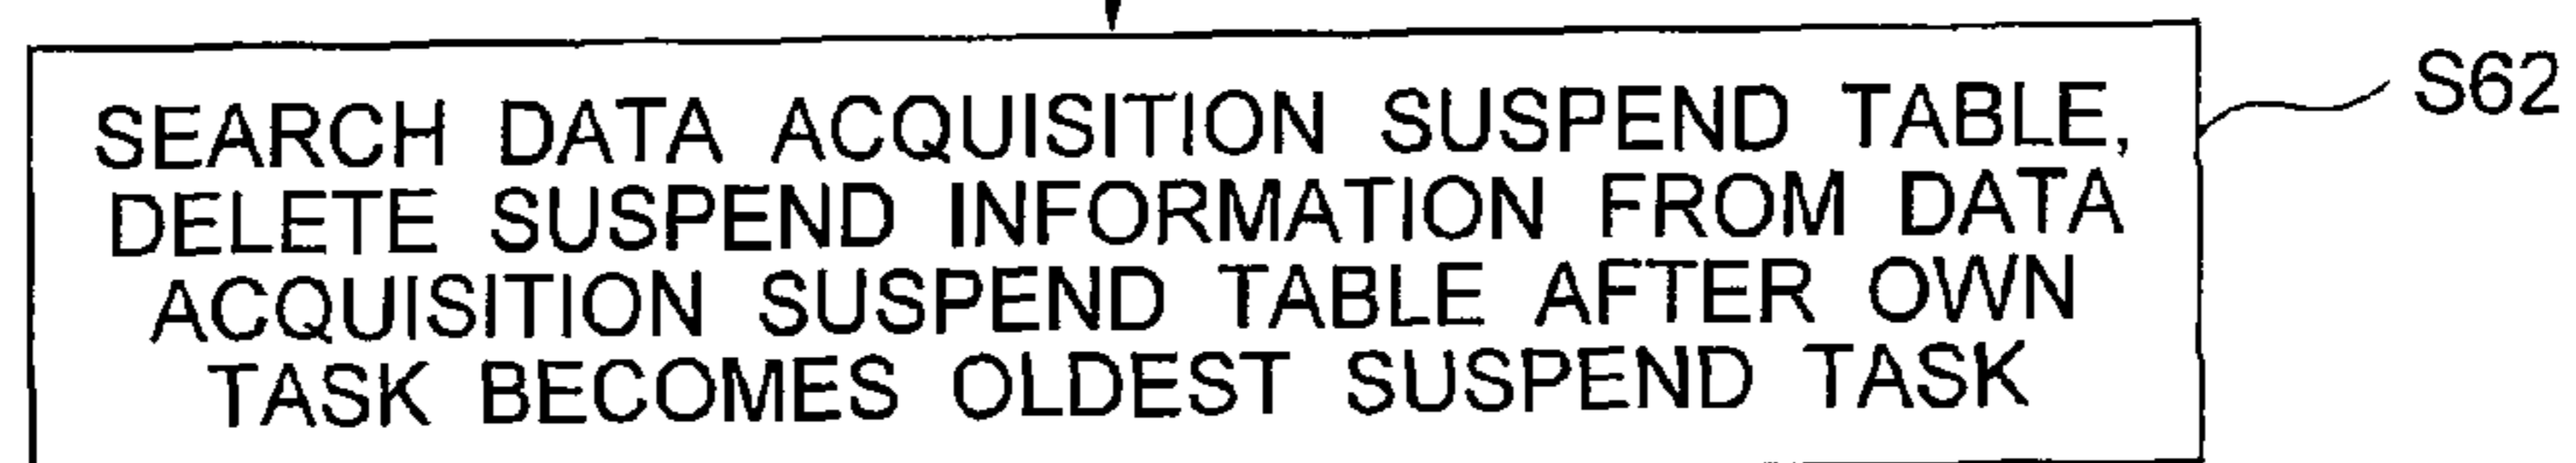 SEARCH DATA ACQUISITION SUSPEND TABLE,
DELETE SUSPEND INFORMATION FROM DATA
ACQUISITION SUSPEND TABLE AFTER OWN
TASK BECOMES OLDEST SUSPEND TASK
S62